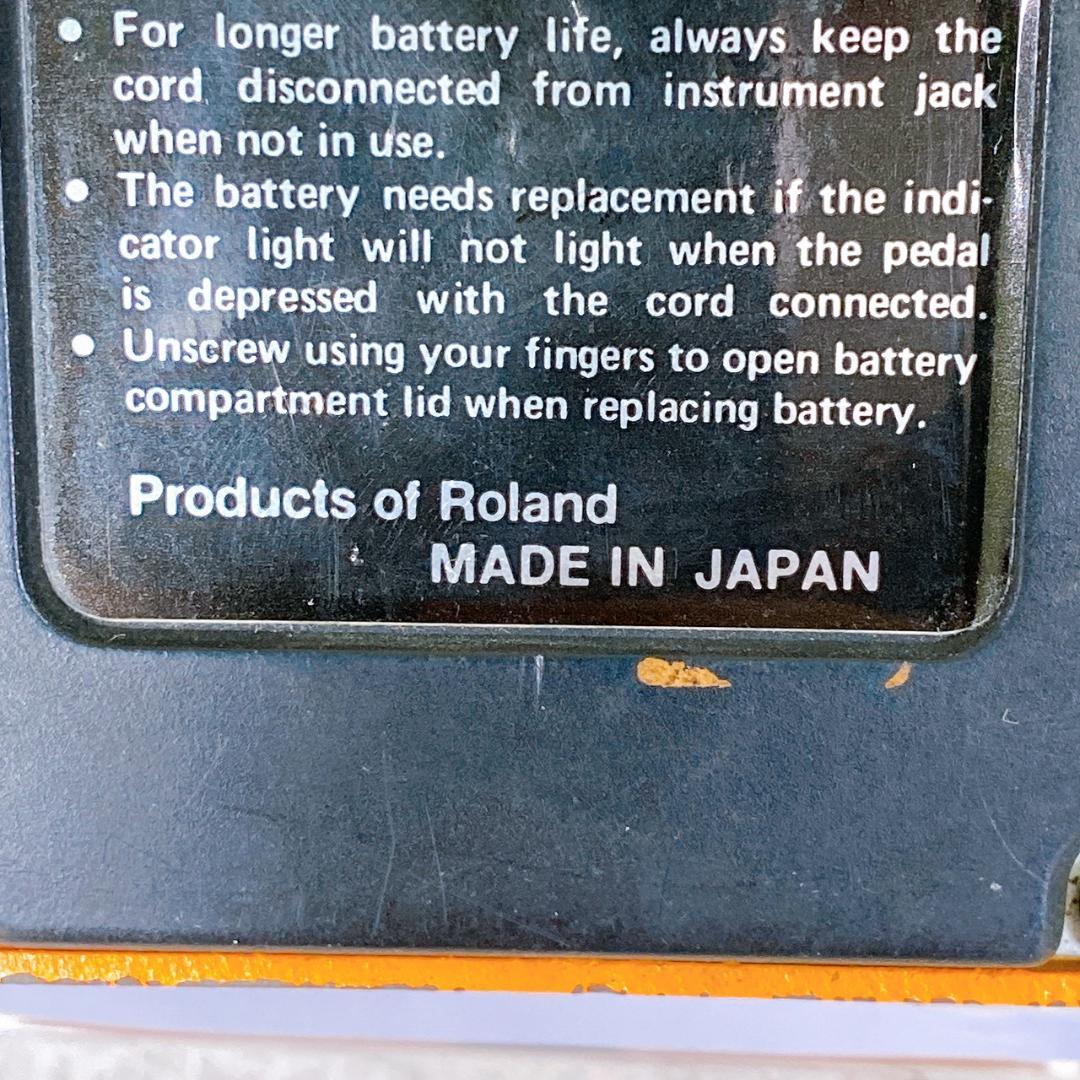 • For longer battery life, always keep the
cord disconnected from instrument jack
when not in use.
• The battery needs replacement if the indi-
cator light will not light when the pedal
is depressed with the cord connected.
• Unscrew using your fingers to open battery
compartment lid when replacing battery.
Products of Roland
MADE IN JAPAN